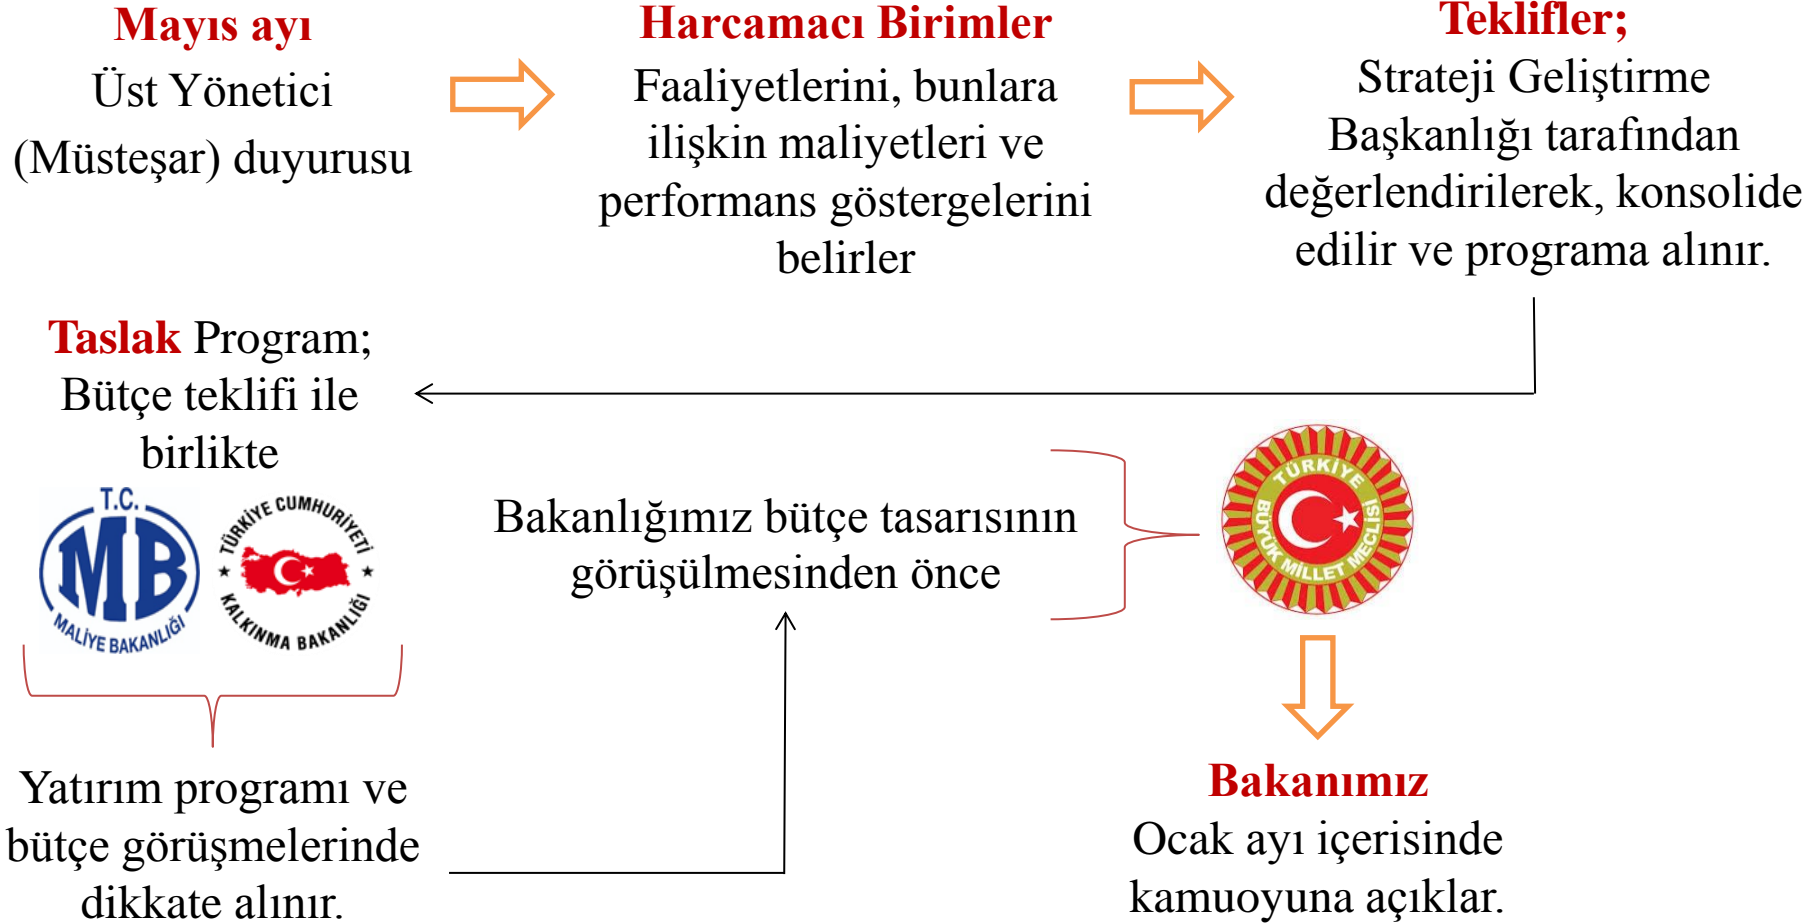 Mayıs ayı
Üst Yönetici
(Müsteşar) duyurusu
Harcamacı Birimler
Faaliyetlerini, bunlara
ilişkin maliyetleri ve
performans göstergelerini
belirler
Teklifler;
Strateji Geliştirme
Başkanlığı tarafından
değerlendirilerek, konsolide
edilir ve programa alınır.
Taslak Program;
Bütçe teklifi ile
birlikte
T.C.
MB
MALİYE BAKANLIĞI
TÜRKİYE CUMHURİYETİ
KALKINMA BAKANLIĞI
Yatırım programı ve
bütçe görüşmelerinde
dikkate alınır.
Bakanlığımız bütçe tasarısının
görüşülmesinden önce
TÜRKİYE
BÜYÜK MİLLET MECLİSİ
Bakanımız
Ocak ayı içerisinde
kamuoyuna açıklar.